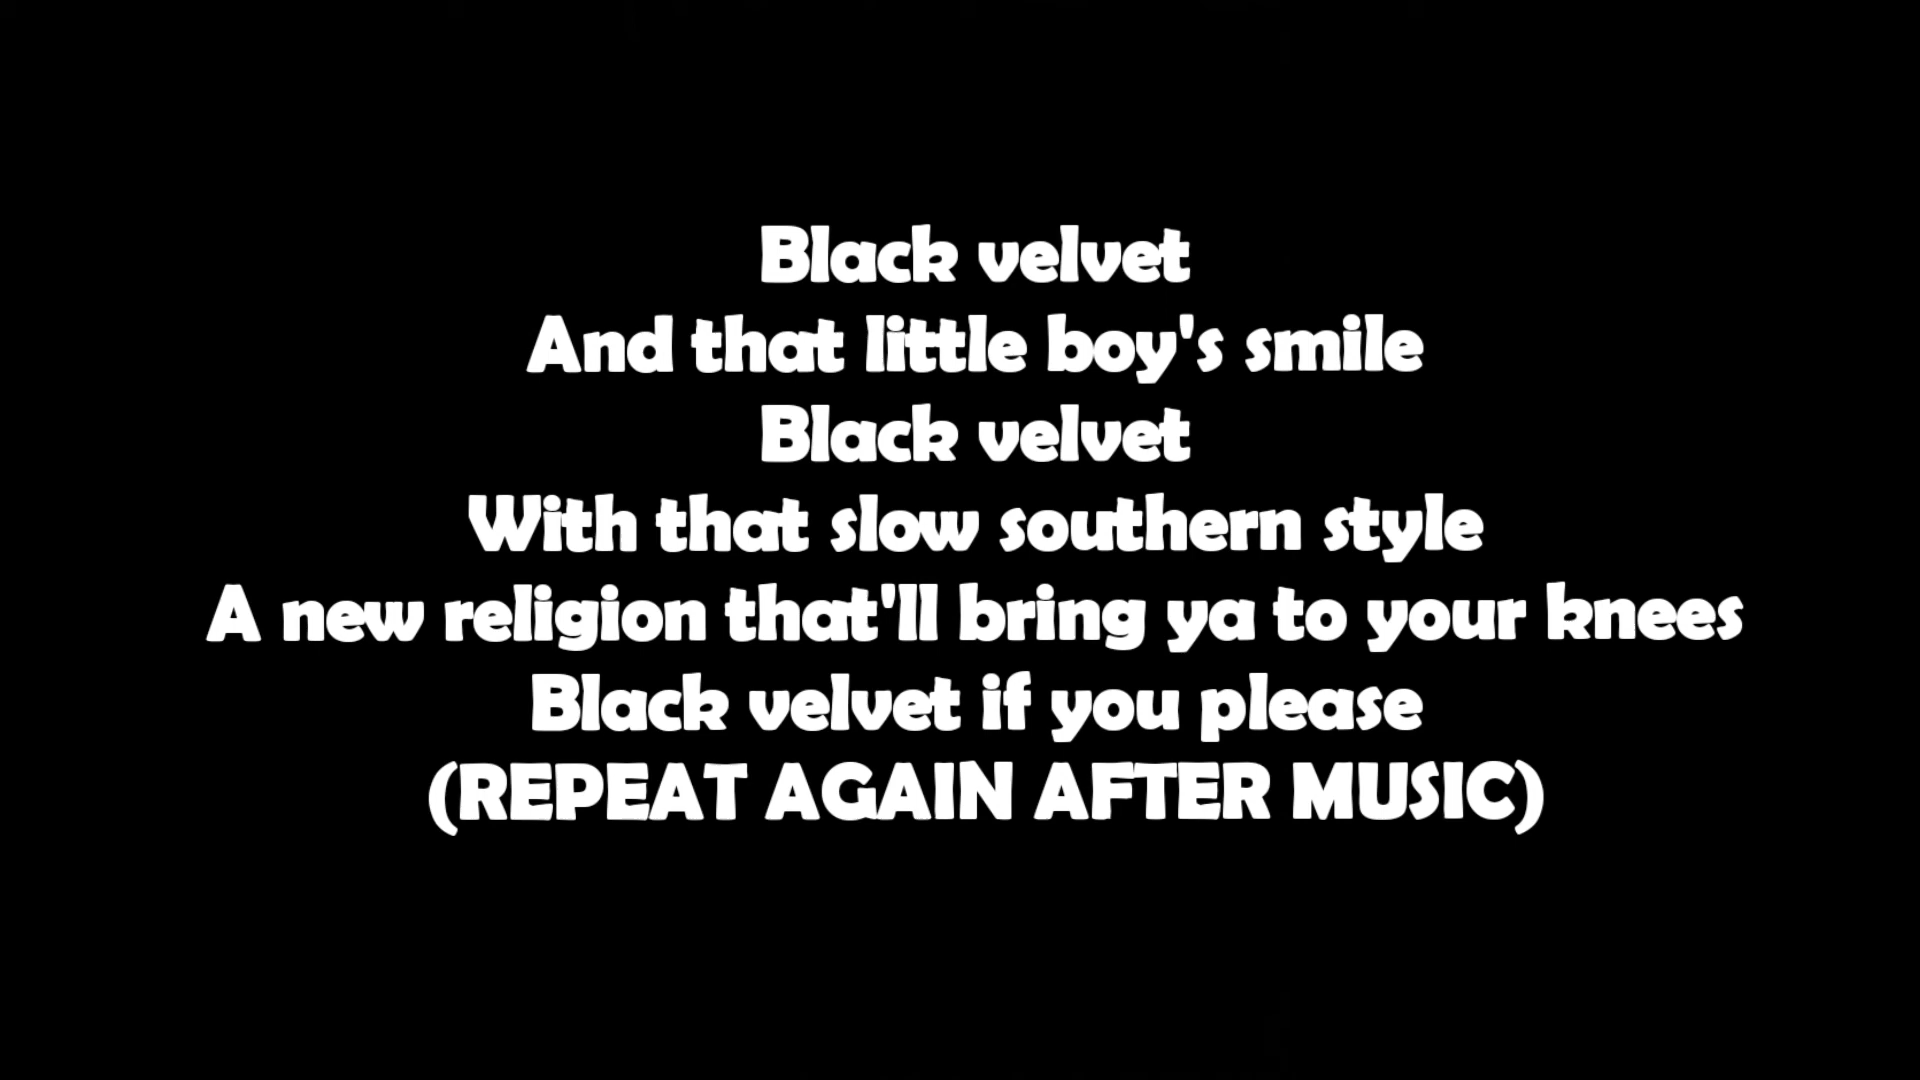 Black velvet
And that little boy's smile
Black velvet
With that slow southern style
A new religion that'll bring ya to your knees
Black velvet if you please
(REPEAT AGAIN AFTER MUSIC)